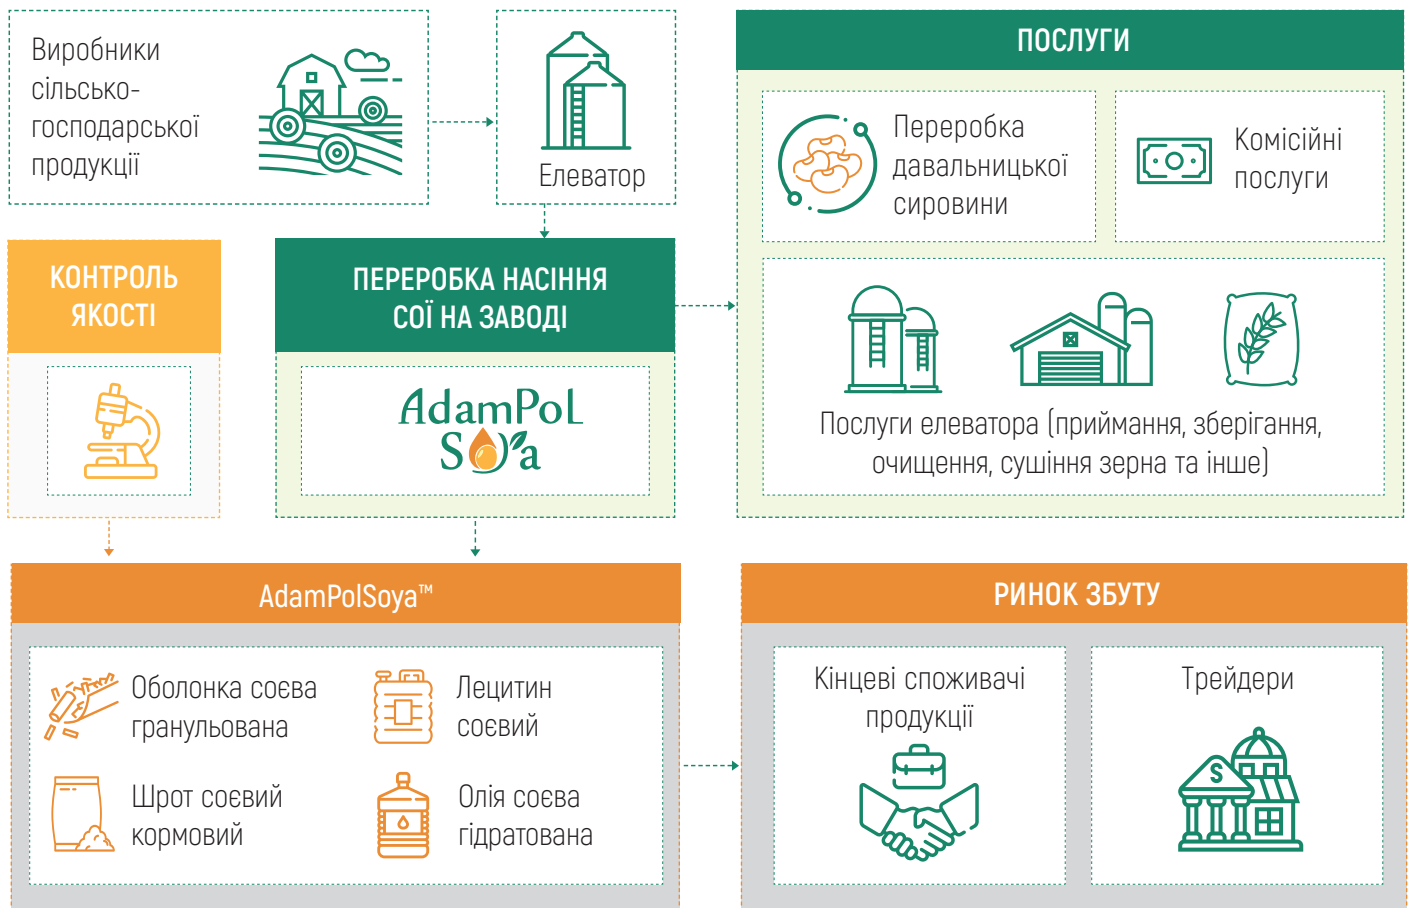 Виробники
сільсько-
господарської
продукції
Елеватор
ПОСЛУГИ
Переробка
давальницької
сировини
Комісійні
послуги
Послуги елеватора (приймання, зберігання,
очищення, сушіння зерна та інше)
КОНТРОЛЬ
ЯКОСТІ
ПЕРЕРОБКА НАСІННЯ
СОЇ НА ЗАВОДІ
AdamPoL
SOYa
AdamPolSoya™
Оболонка соєва
гранульована
Лецитин
соєвий
Шрот соєвий
кормовий
Олія соєва
гідратована
РИНОК ЗБУТУ
Кінцеві споживачі
продукції
Трейдери
S